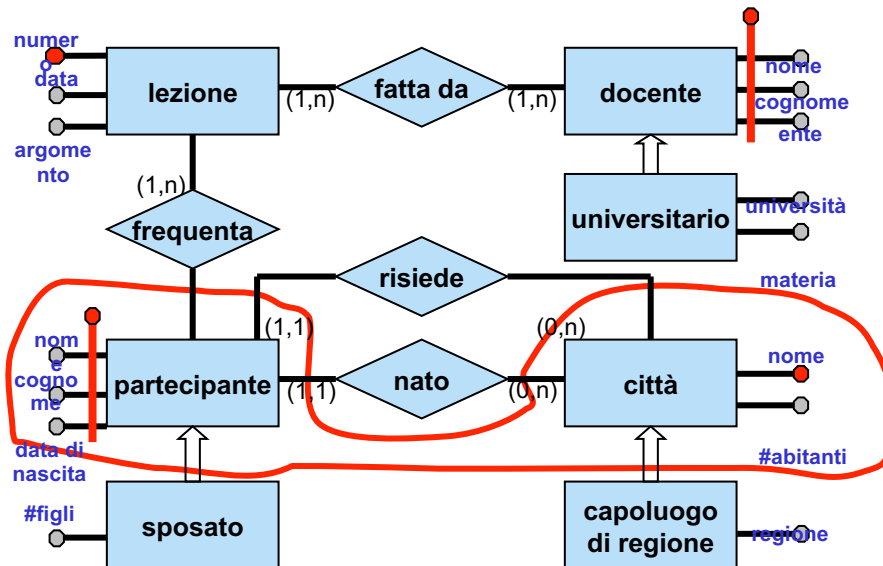 numer
o
data
argome
nto
lezione
(1,n)
fatta da
(1,n)
docente
nome
cognome
ente
(1,n)
frequenta
universitario
università
materia
risiede
(1,1)
(0,n)
nom
e
cogno
me
data di
nascita
partecipante
(1,1)
nato
(0,n)
città
nome
#abitanti
#figli
sposato
capoluogo
di regione
regione